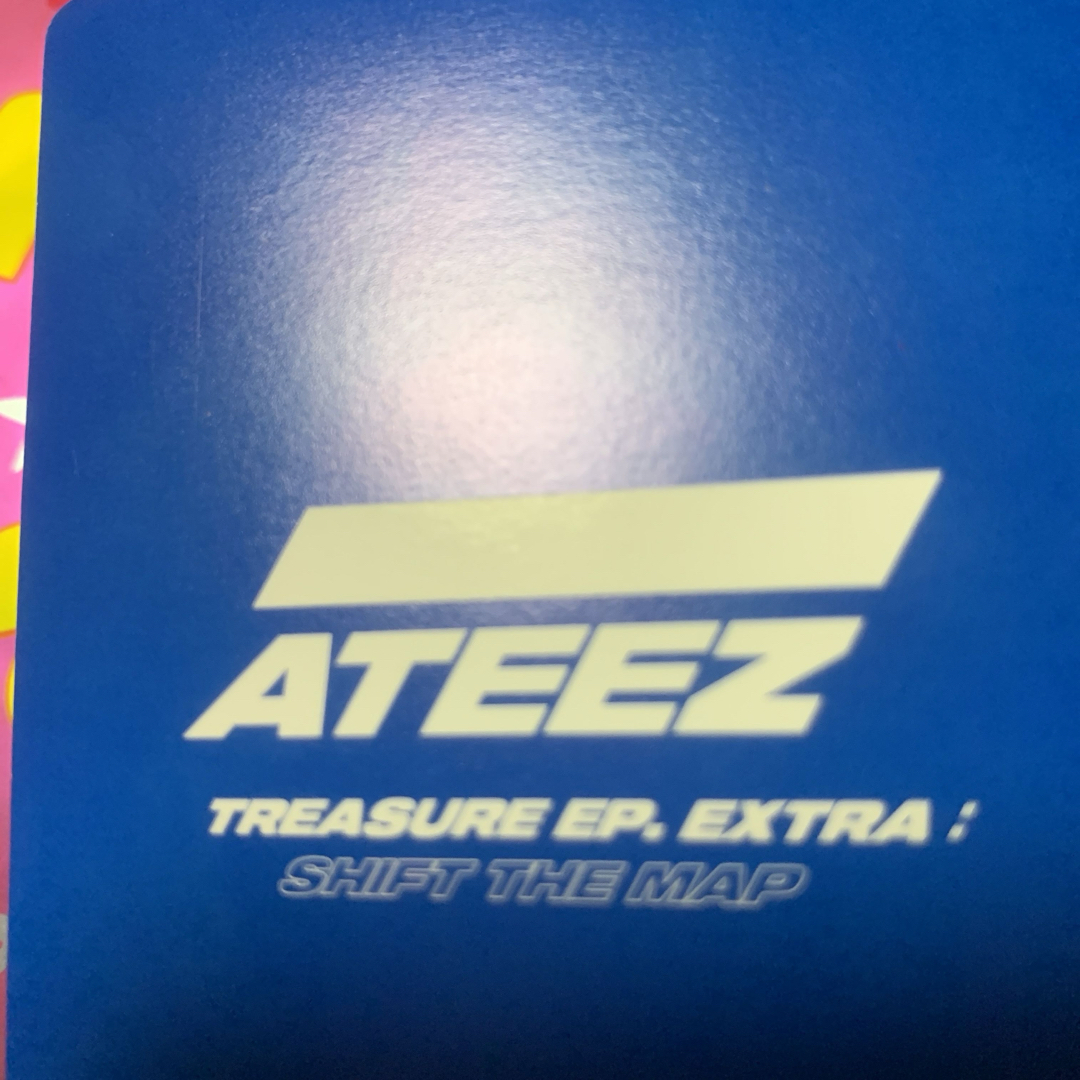 ATEEZ
TREASURE EP. EXTRA :
SHIFT THE MAP